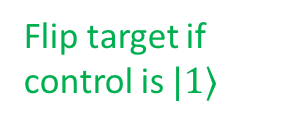 Flip target if
control is |1⟩